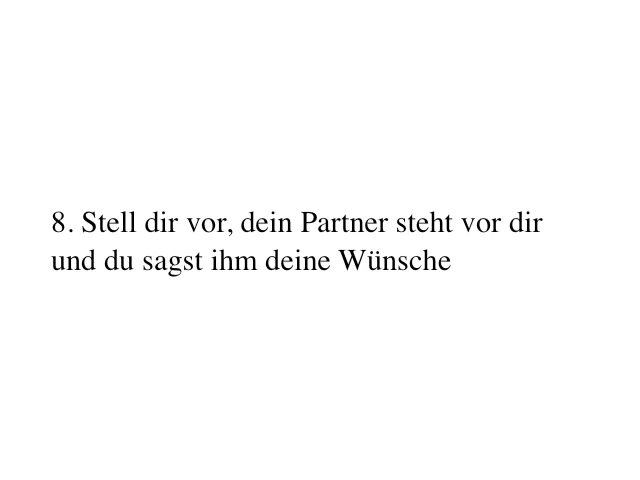 8. Stell dir vor, dein Partner steht vor dir
und du sagst ihm deine Wünsche